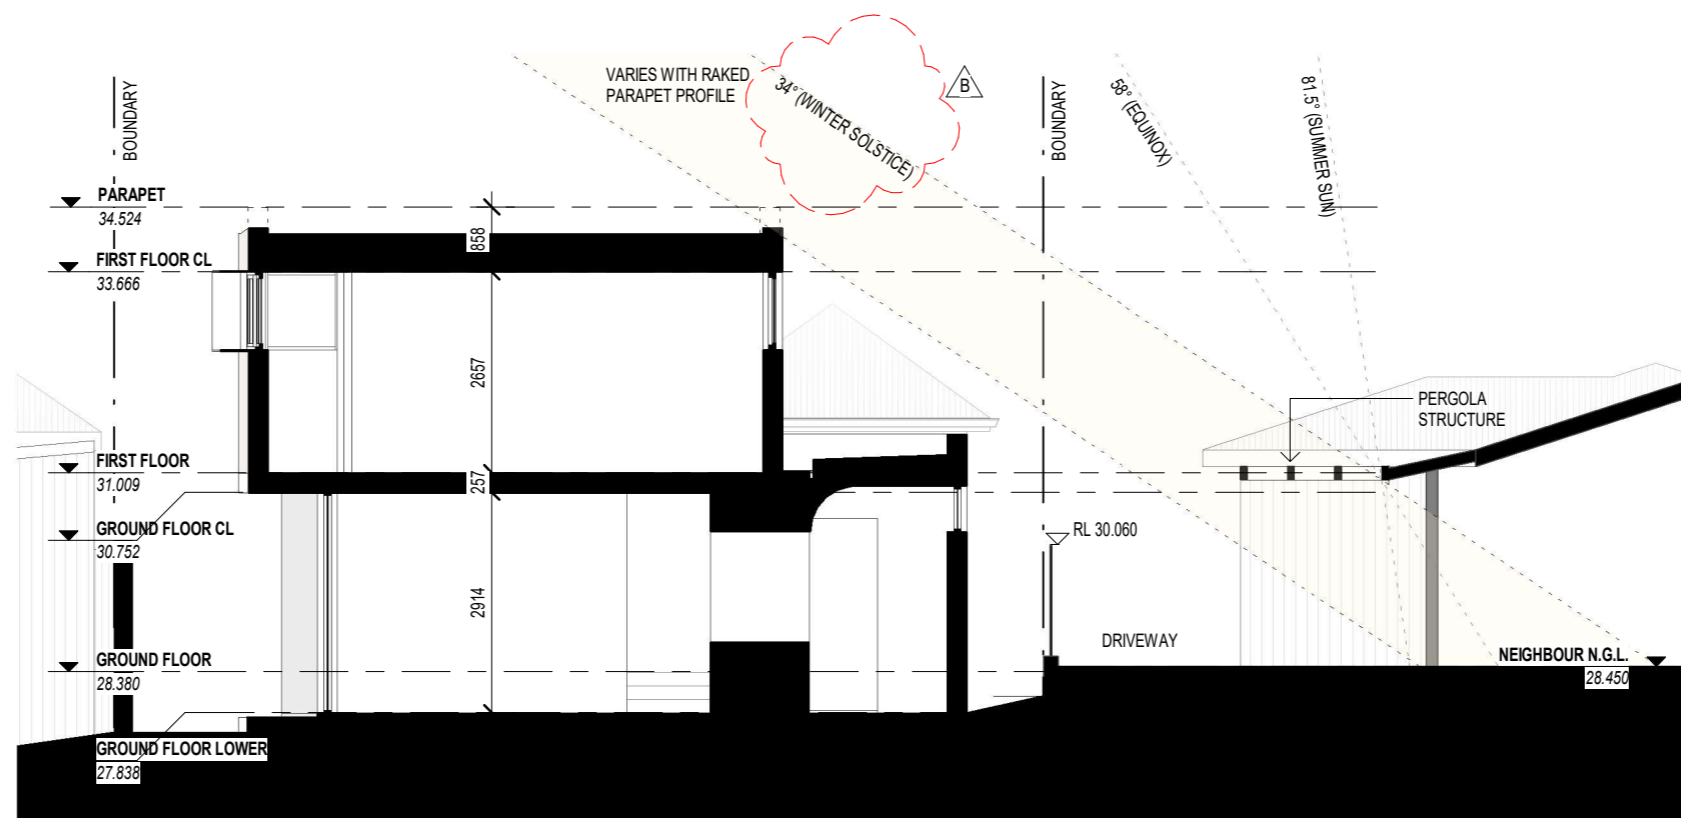 BOUNDARY
VARIES WITH RAKED
PARAPET PROFILE
34° (WINTER SOLSTICE)
B
BOUNDARY
58° (EQUINOX)
81.5° (SUMMER SUN)
PARAPET
34.524
858
FIRST FLOOR CL
33.666
2657
PERGOLA
STRUCTURE
FIRST FLOOR
31.009
257
GROUND FLOOR CL
30.752
RL 30.060
2914
DRIVEWAY
GROUND FLOOR
28.380
NEIGHBOUR N.G.L.
28.450
GROUND FLOOR LOWER
27.838